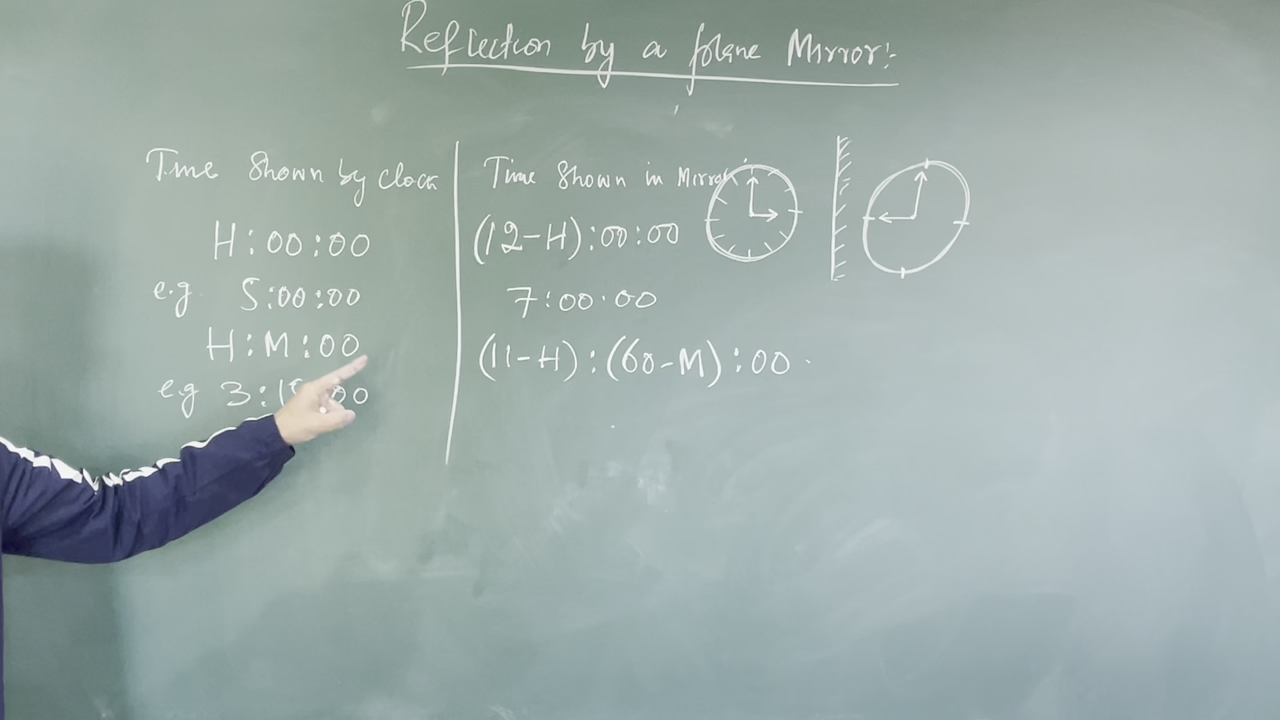 Reflection by a plane Mirror:-
Time Shown by clock
Time Shown in Mirror
H:00:00
(12-H):00:00
e.g. 5:00:00
7:00:00
H:M:00
(11-H):(60-M):00
e.g 3: